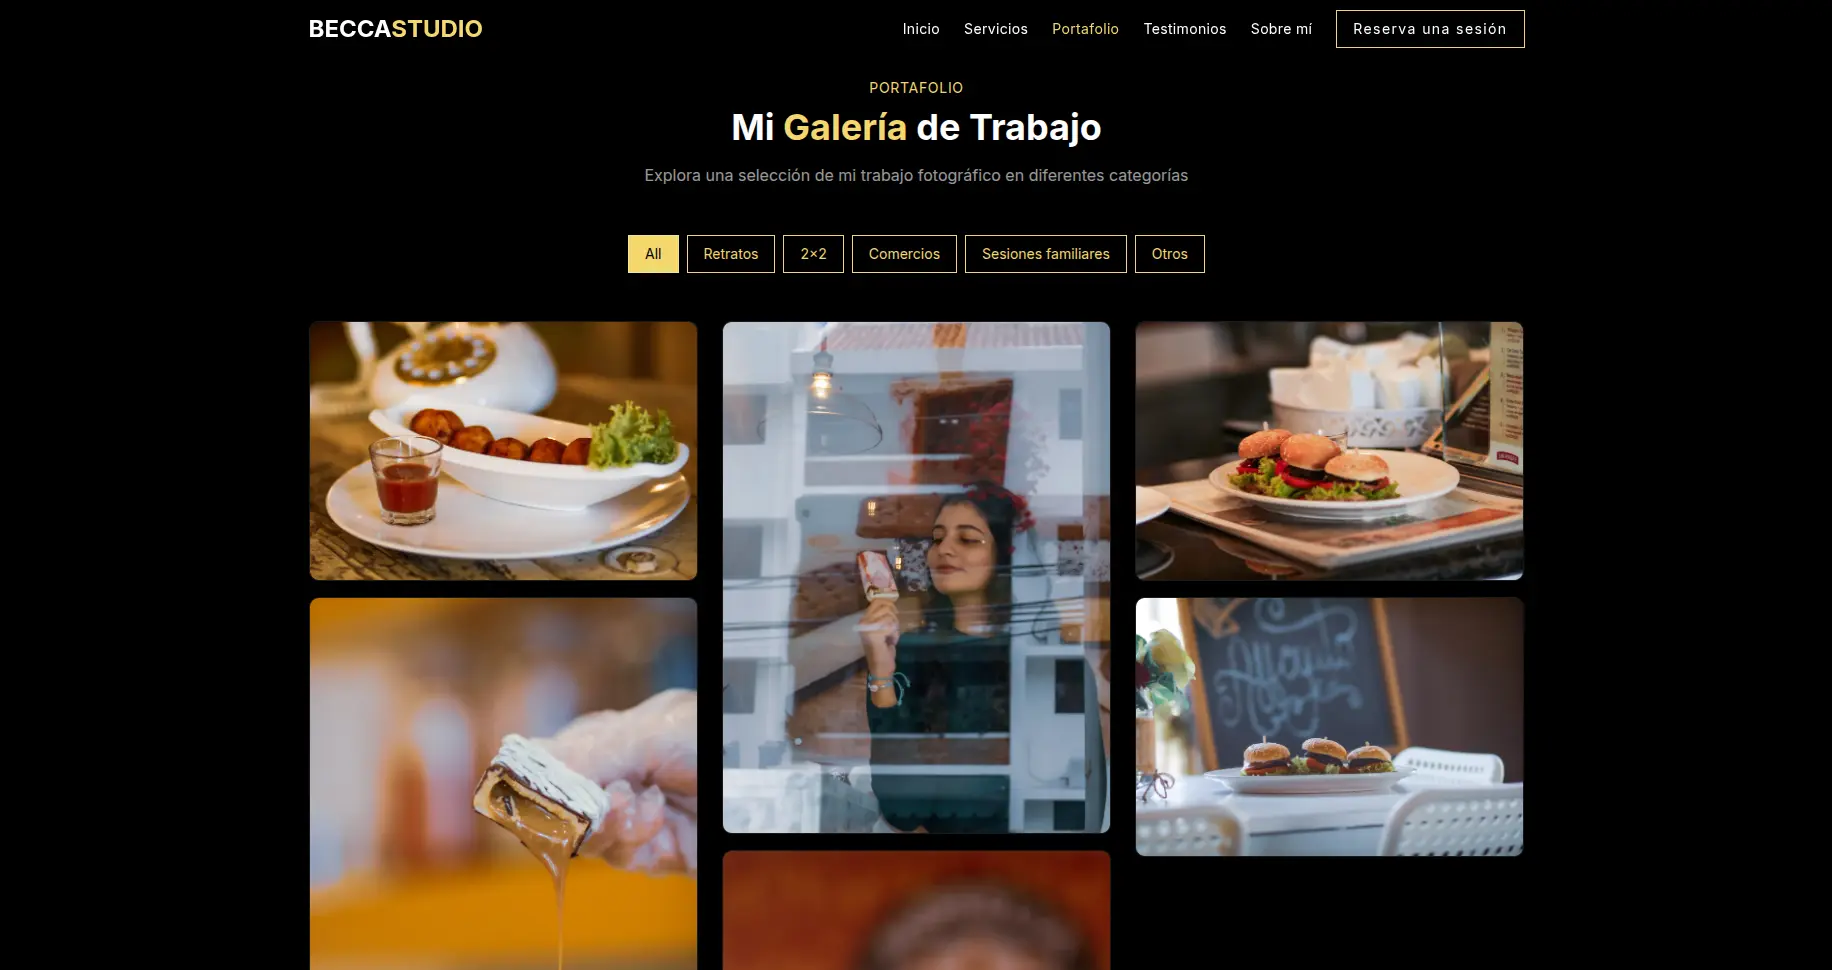 BECCASTUDIO
Inicio Servicios Portafolio Testimonios Sobre mí Reserva una sesión
PORTAFOLIO
Mi Galería de Trabajo
Explora una selección de mi trabajo fotográfico en diferentes categorías
All Retratos 2×2 Comercios Sesiones familiares Otros